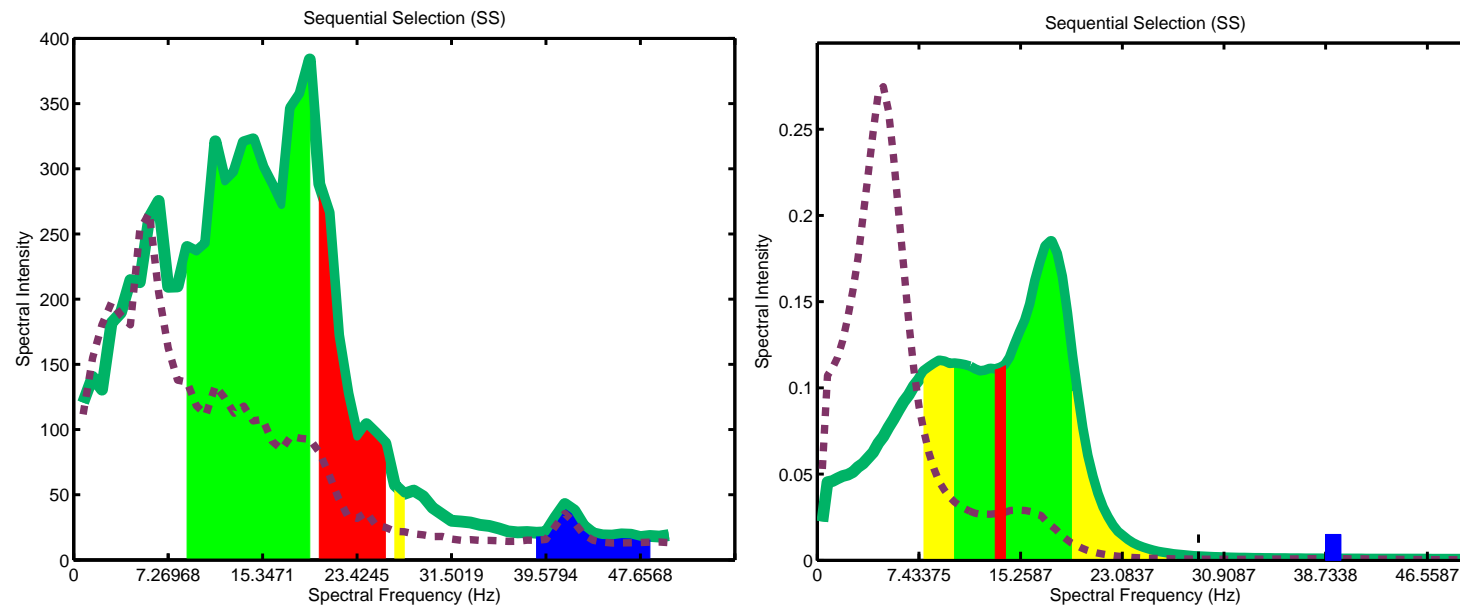 Sequential Selection (SS)
400
350
300
250
200
150
100
50
0
Spectral Intensity
0 7.26968 15.3471 23.4245 31.5019 39.5794 47.6568
Spectral Frequency (Hz)
Sequential Selection (SS)
0.25
0.2
0.15
0.1
0.05
0
Spectral Intensity
0 7.43375 15.2587 23.0837 30.9087 38.7338 46.5587
Spectral Frequency (Hz)